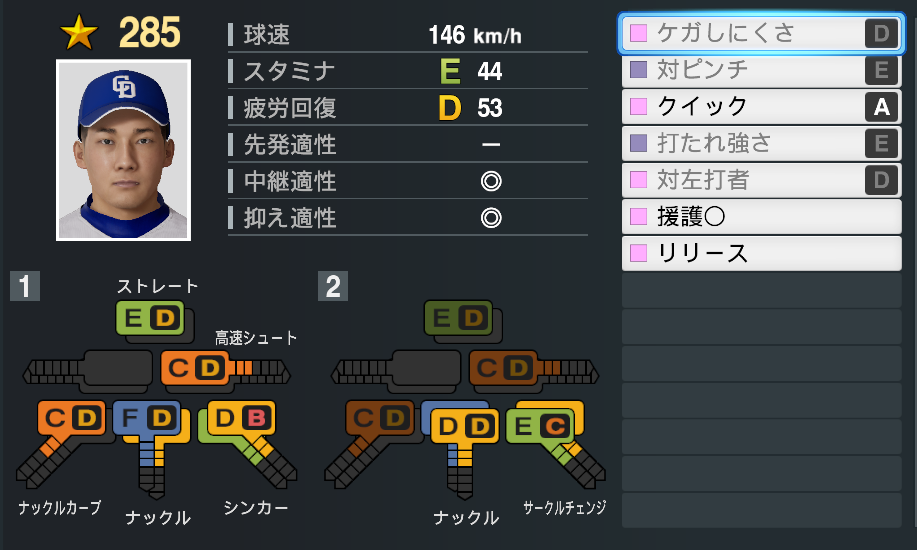 285
球速 146 km/h
スタミナ E 44
疲労回復 D 53
先発適性 ー
中継適性 ◎
抑え適性 ◎
ケガしにくさ D
対ピンチ E
クイック A
打たれ強さ E
対左打者 D
援護〇
リリース
1
ストレート
E D
高速シュート
C D
C D
F D
D B
ナックルカーブ
ナックル
シンカー
2
E D
C D
C D
D D
E C
ナックル
サークルチェンジ